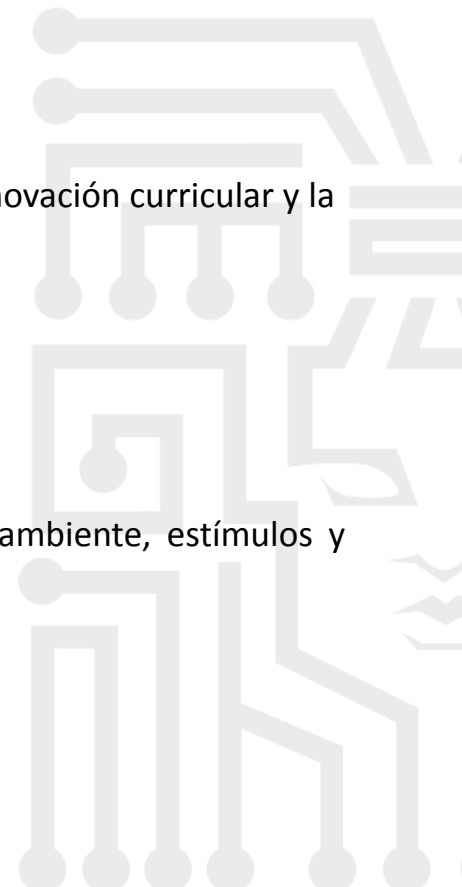 novación curricular y la
ambiente, estímulos y